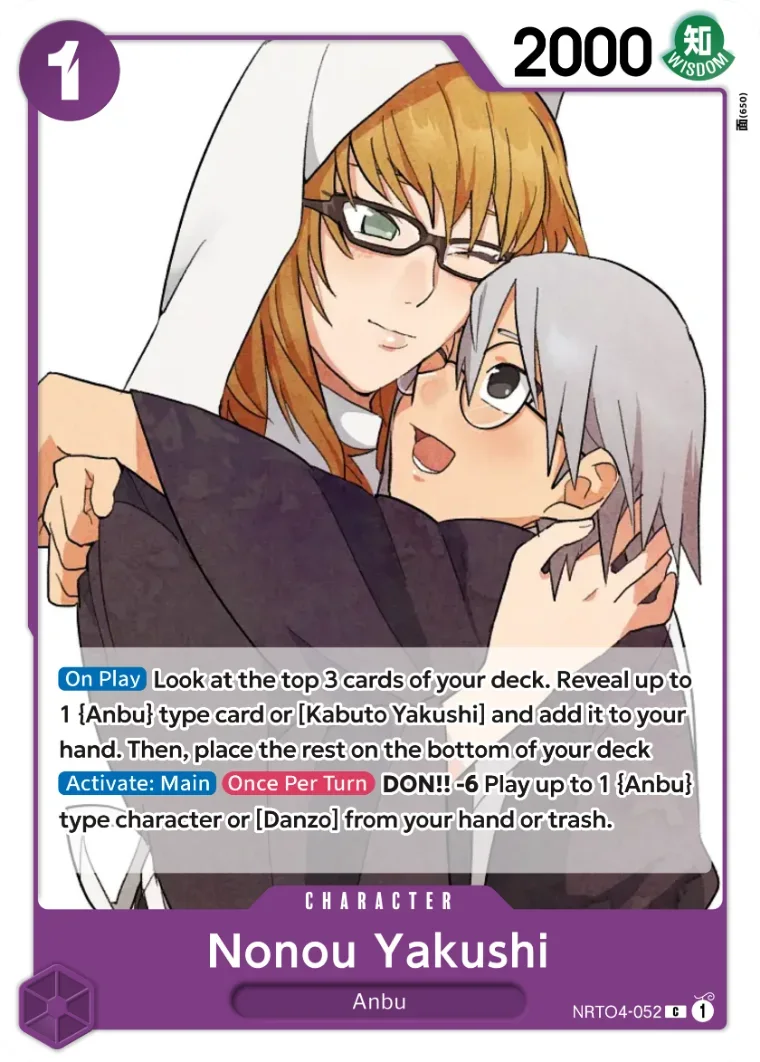 1
2000
知
WISDOM
面(650)
On Play Look at the top 3 cards of your deck. Reveal up to
1 {Anbu} type card or [Kabuto Yakushi] and add it to your
hand. Then, place the rest on the bottom of your deck
Activate: Main Once Per Turn DON!! -6 Play up to 1 {Anbu}
type character or [Danzo] from your hand or trash.
CHARACTER
Nonou Yakushi
Anbu
NRTO4-052 C 1